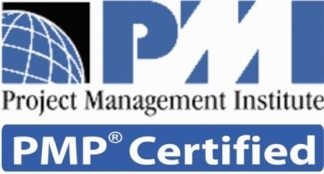 PMI
Project Management Institute
PMP® Certified